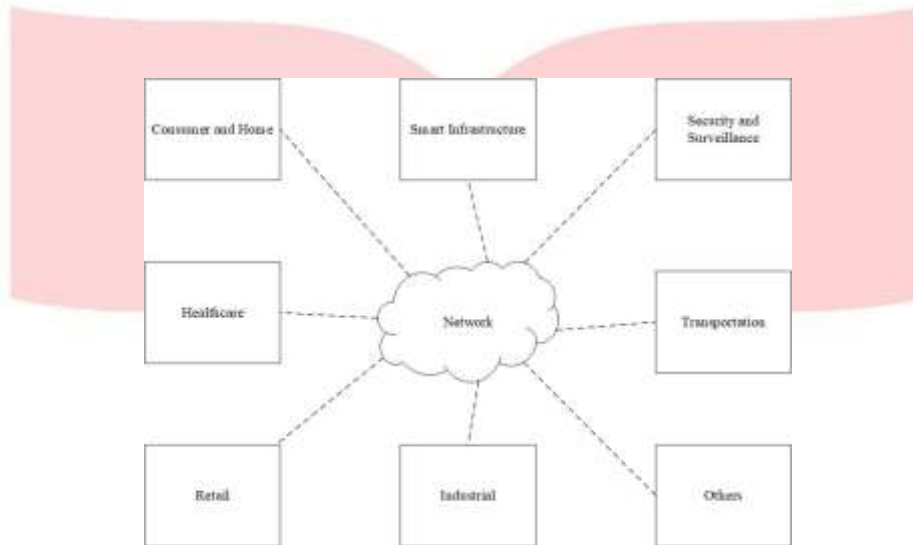 Consumer and Home
Smart Infrastructure
Security and
Surveillance
Healthcare
Network
Transportation
Retail
Industrial
Others